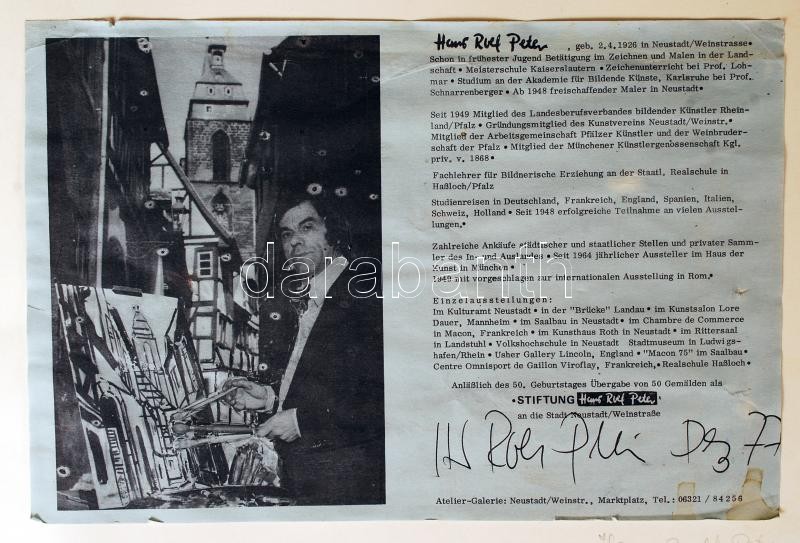 Hans Rolf Peter , geb. 2.4.1926 in Neustadt/Weinstrasse•
Schon in frühester Jugend Betätigung im Zeichnen und Malen in der Land-
schaft • Meisterschule Kaiserslautern • Zeichenunterricht bei Prof. Loh-
mar • Studium an der Akademie für Bildende Künste, Karlsruhe bei Prof.
Schnarrenberger • Ab 1948 freischaffender Maler in Neustadt•
Seit 1949 Mitglied des Landesberufsverbandes bildender Künstler Rhein-
land/Pfalz • Gründungsmitglied des Kunstvereins Neustadt/Weinstr.•
Mitglied der Arbeitsgemeinschaft Pfälzer Künstler und der Weinbruder-
schaft der Pfalz • Mitglied der Münchener Künstlergenossenschaft Kgl.
priv. v. 1868•
Fachlehrer für Bildnerische Erziehung an der Staatl. Realschule in
Haßloch/Pfalz
Studienreisen in Deutschland, Frankreich, England, Spanien, Italien,
Schweiz, Holland • Seit 1948 erfolgreiche Teilnahme an vielen Ausstel-
lungen.•
Zahlreiche Ankäufe städtischer und staatlicher Stellen und privater Samm-
ler des In- und Auslandes • Seit 1964 jährlicher Aussteller im Haus der
Kunst in München •
1949 mit vorgeschlagen zur internationalen Ausstellung in Rom.•
Einzelausstellungen:
Im Kulturamt Neustadt • in der "Brücke" Landau • im Kunstsalon Lore
Dauer, Mannheim • im Saalbau in Neustadt • im Chambre de Commerce
in Macon, Frankreich • im Kunsthaus Roth in Neustadt • im Rittersaal
in Landstuhl • Volkshochschule in Neustadt Stadtmuseum in Ludwigs-
hafen/Rhein • Usher Gallery Lincoln, England • "Macon 75" im Saalbau •
Centre Omnisport de Gaillon Viroflay, Frankreich,• Realschule Haßloch•
Anläßlich des 50. Geburtstages Übergabe von 50 Gemälden als
•STIFTUNG Hans Rolf Peter•
an die Stadt Neustadt/Weinstraße
Rolf Peter Dez 77
Atelier-Galerie: Neustadt/Weinstr., Marktplatz, Tel.: 06321 / 84256
darabanth